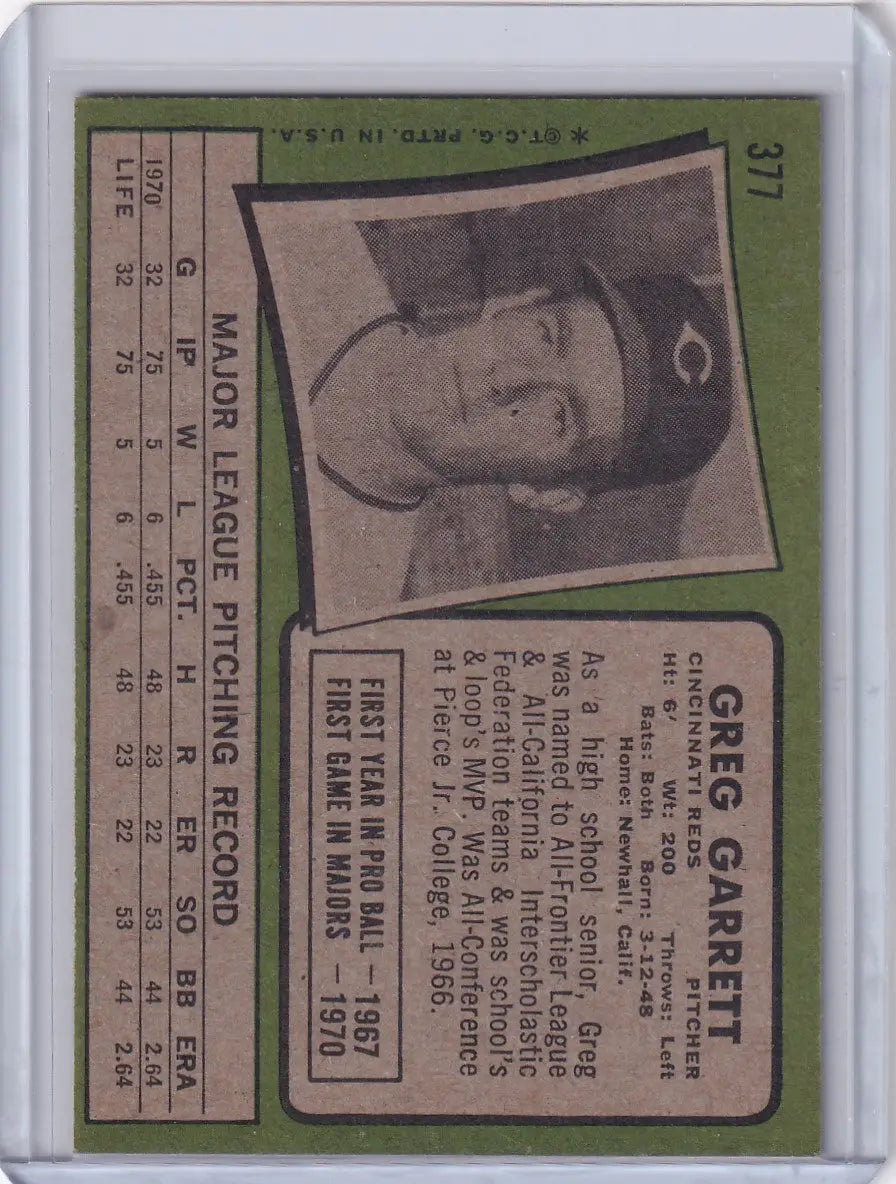 377
GREG GARRETT
CINCINNATI REDS PITCHER
Ht: 6' Wt: 200 Throws: Left
Bats: Both Born: 3-12-48
Home: Newhall, Calif.
As a high school senior, Greg
was named to All-Frontier League
& All-California Interscholastic
Federation teams & was school's
& loop's MVP. Was All-Conference
at Pierce Jr. College, 1966.
FIRST YEAR IN PRO BALL — 1967
FIRST GAME IN MAJORS — 1970
C
*©T.C.G. PRTD. IN U.S.A.
MAJOR LEAGUE PITCHING RECORD
G IP W L PCT. H R ER SO BB ERA
1970 32 75 5 6 .455 48 23 22 53 44 2.64
LIFE 32 75 5 6 .455 48 23 22 53 44 2.64